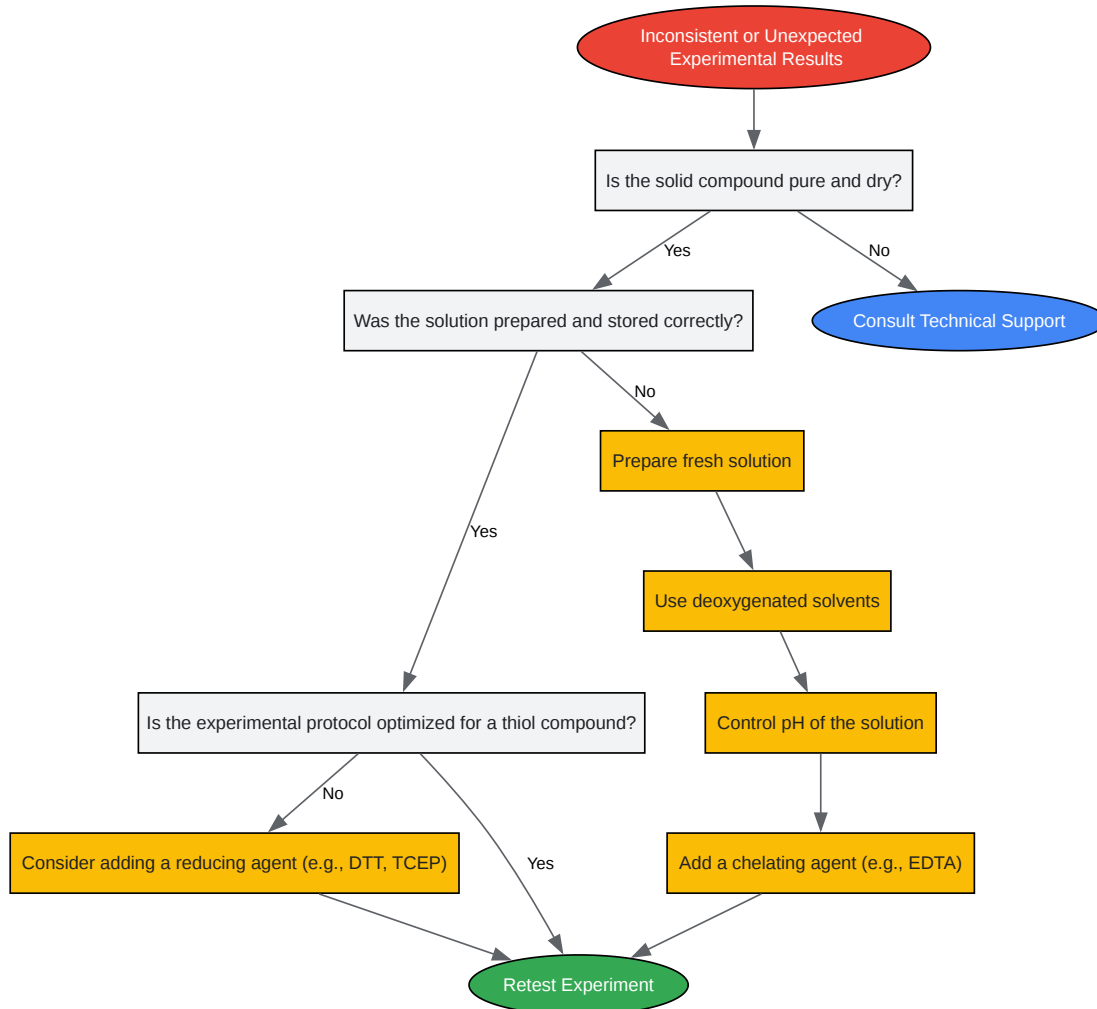 Inconsistent or Unexpected
Experimental Results
Is the solid compound pure and dry?
Yes
No
Was the solution prepared and stored correctly?
Consult Technical Support
No
Prepare fresh solution
Yes
Use deoxygenated solvents
Is the experimental protocol optimized for a thiol compound?
Control pH of the solution
No
Consider adding a reducing agent (e.g., DTT, TCEP)
Yes
Add a chelating agent (e.g., EDTA)
Retest Experiment